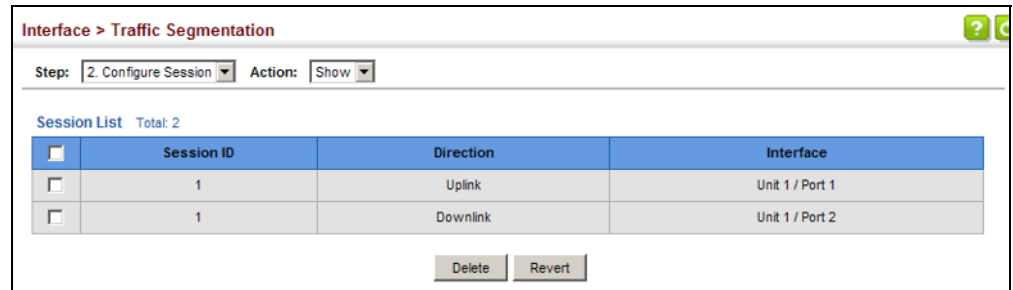 Interface > Traffic Segmentation
?
Step: 2. Configure Session Action: Show
Session List Total: 2
Session ID Direction Interface
1 Uplink Unit 1 / Port 1
1 Downlink Unit 1 / Port 2
Delete Revert